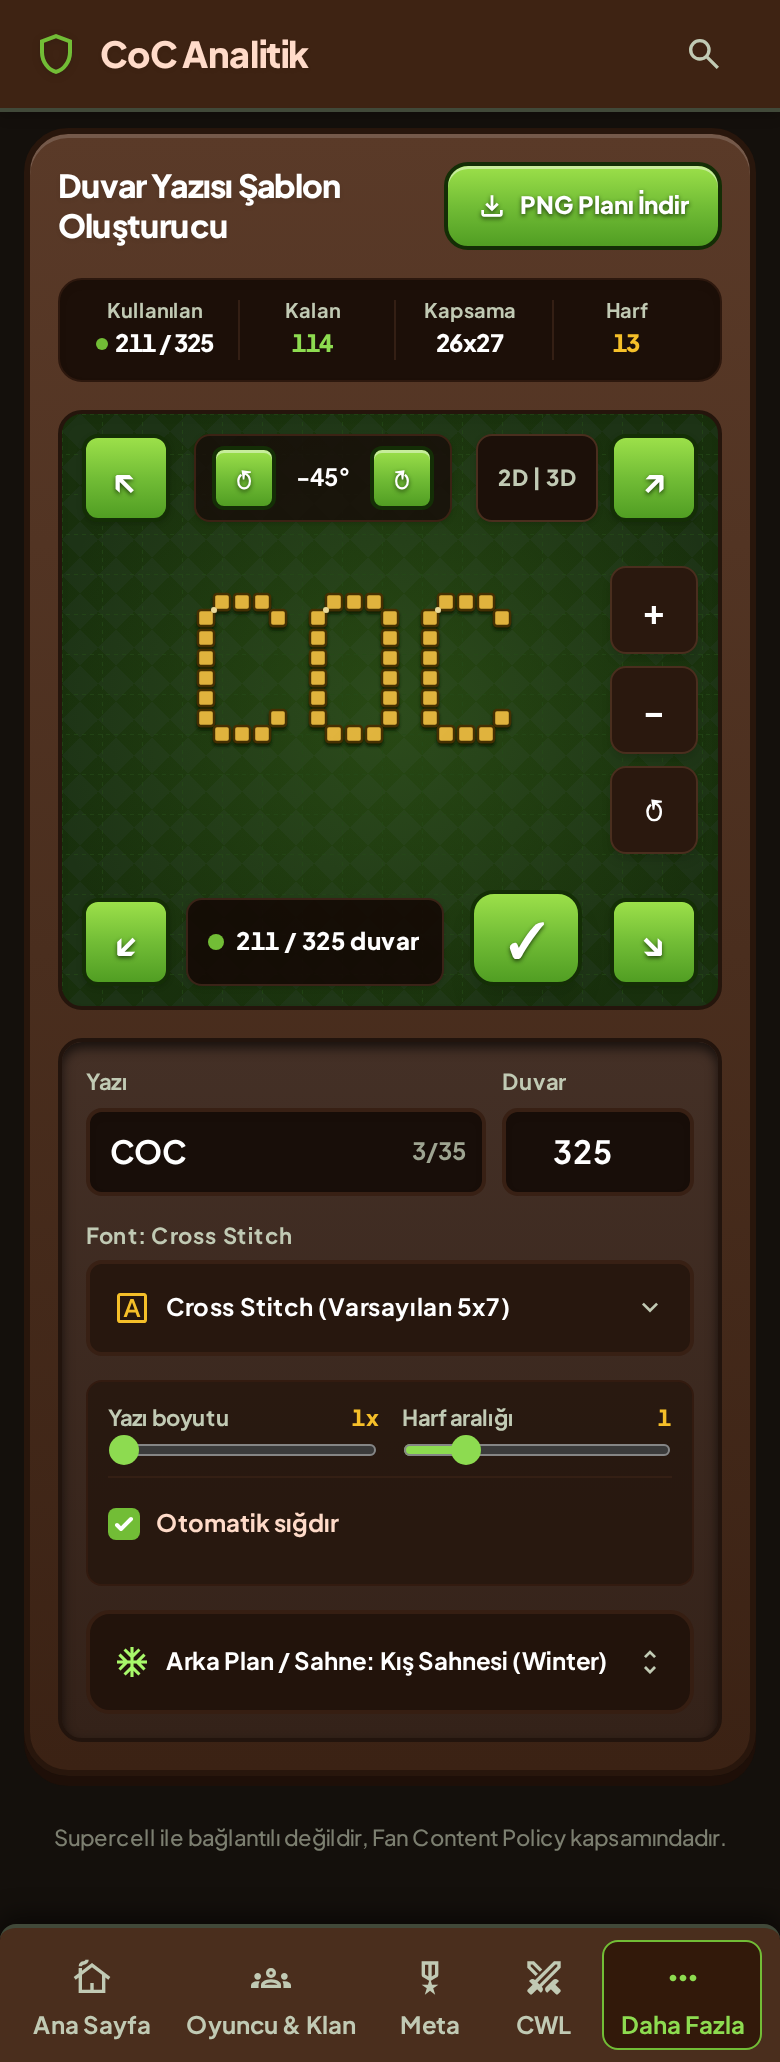 CoC Analitik
Duvar Yazısı Şablon
Oluşturucu
PNG Planı İndir
Kullanılan
211 / 325
Kalan
114
Kapsama
26x27
Harf
13
-45°
2D | 3D
COC
+
−
211 / 325 duvar
Yazı
COC
3/35
Duvar
325
Font: Cross Stitch
A
Cross Stitch (Varsayılan 5x7)
Yazı boyutu
1x
Harf aralığı
1
Otomatik sığdır
Arka Plan / Sahne: Kış Sahnesi (Winter)
Supercell ile bağlantılı değildir, Fan Content Policy kapsamındadır.
Ana Sayfa
Oyuncu & Klan
Meta
CWL
Daha Fazla